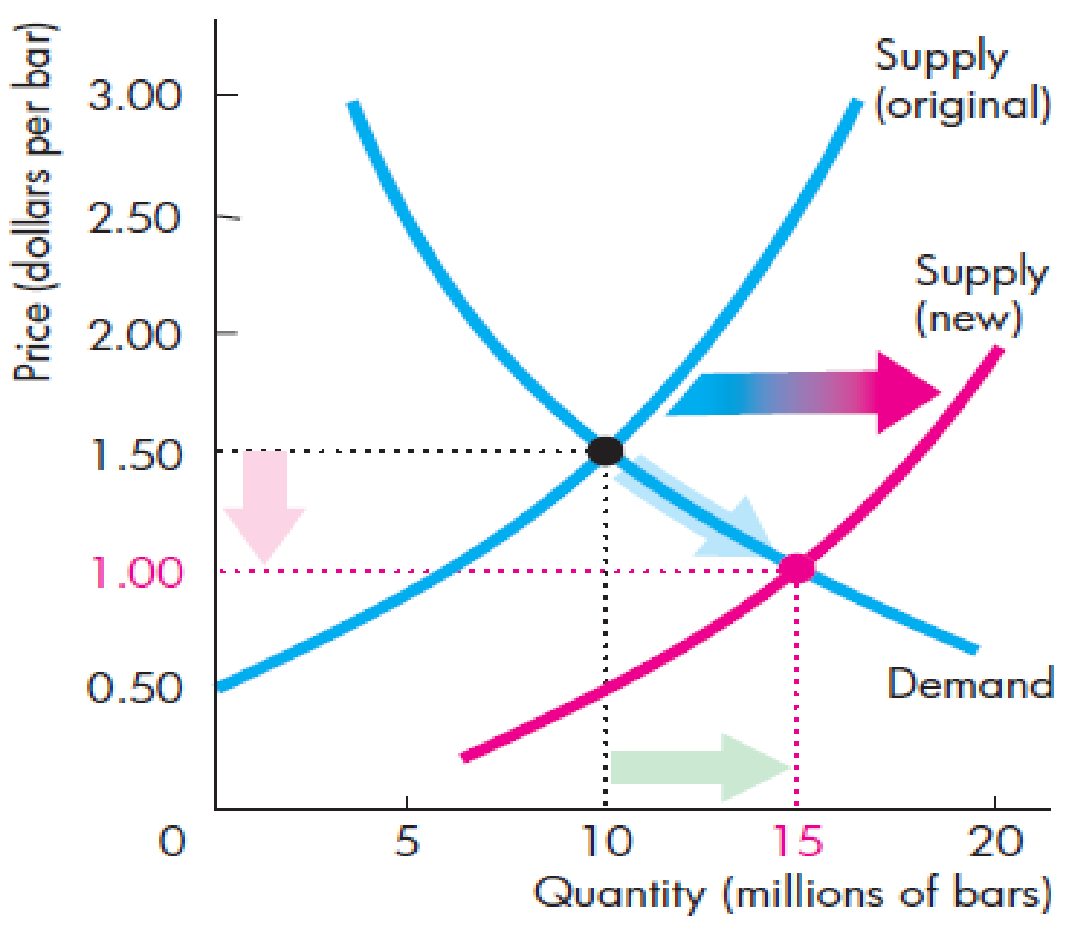 Price (dollars per bar)
3.00
2.50
2.00
1.50
1.00
0.50
0
5
10
15
20
Quantity (millions of bars)
Supply
(original)
Supply
(new)
Demand